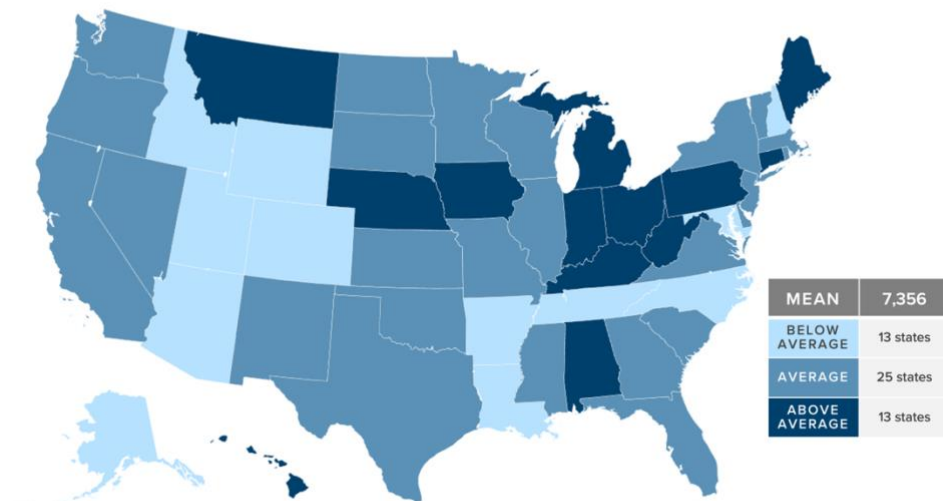 MEAN 7,356
BELOW
AVERAGE 13 states
AVERAGE 25 states
ABOVE
AVERAGE 13 states